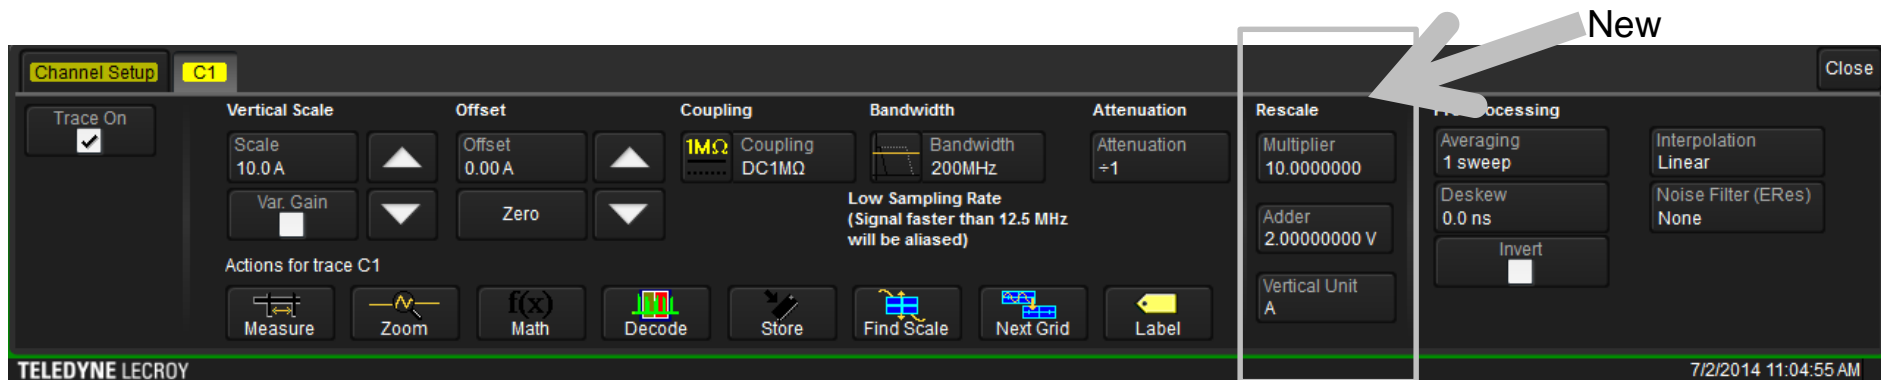 New
Channel Setup C1 Close
Trace On
Vertical Scale
Scale
10.0 A
Var. Gain
Offset
Offset
0.00 A
Zero
Coupling
1MΩ Coupling
DC1MΩ
Bandwidth
Bandwidth
200MHz
Attenuation
Attenuation
÷1
Low Sampling Rate
(Signal faster than 12.5 MHz
will be aliased)
Rescale
Multiplier
10.0000000
Adder
2.00000000 V
Vertical Unit
A
ocessing
Averaging
1 sweep
Deskew
0.0 ns
Invert
Interpolation
Linear
Noise Filter (ERes)
None
Actions for trace C1
Measure
Zoom
f(x)
Math
Decode
Store
Find Scale
Next Grid
Label
TELEDYNE LECROY 7/2/2014 11:04:55 AM